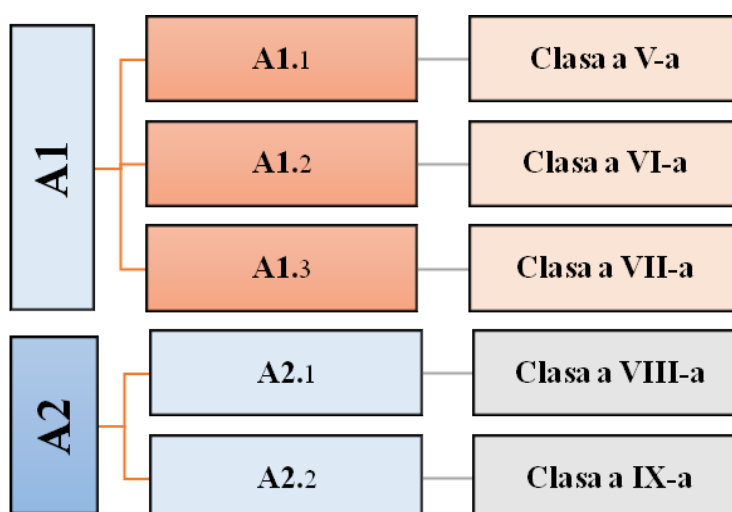 A1
A1.1
Clasa a V-a
A1.2
Clasa a VI-a
A1.3
Clasa a VII-a
A2
A2.1
Clasa a VIII-a
A2.2
Clasa a IX-a